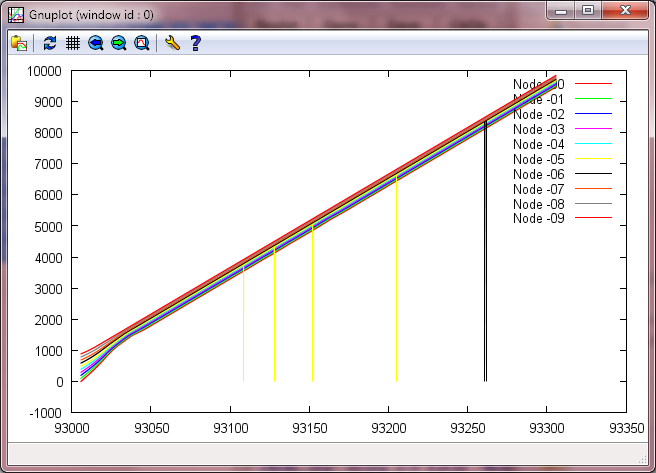 Gnuplot (window id : 0)
10000
9000
8000
7000
6000
5000
4000
3000
2000
1000
0
-1000
93000 93050 93100 93150 93200 93250 93300 93350
Node -01
Node -02
Node -03
Node -04
Node -05
Node -06
Node -07
Node -08
Node -09